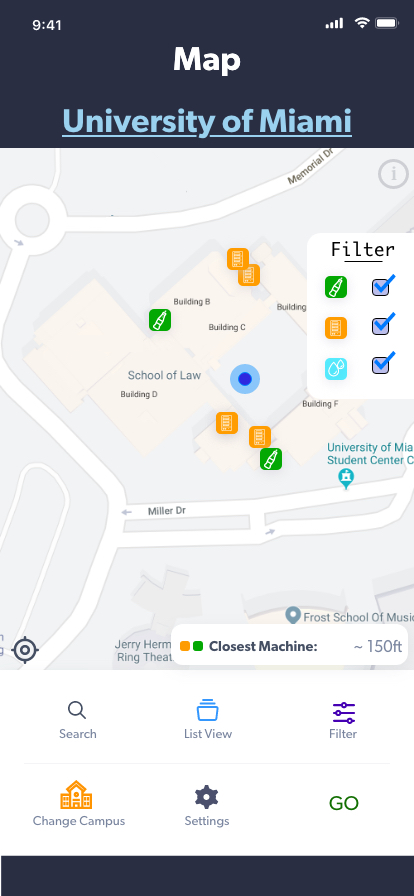 9:41
Map
University of Miami
Memorial Dr
i
Filter
Building B
Building
Building C
School of Law
Building D
Building F
University of Mia
Student Center C
Miller Dr
Frost School Of Music
Jerry Herm
Ring Theat
Closest Machine:
~ 150ft
Search
List View
Filter
Change Campus
Settings
GO